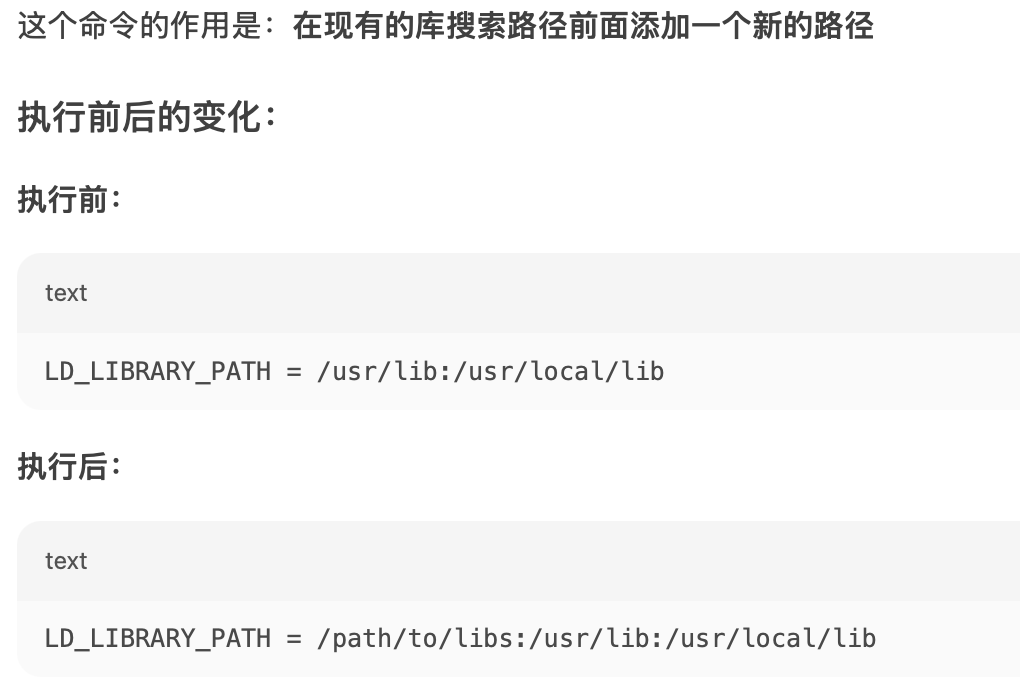 这个命令的作用是：在现有的库搜索路径前面添加一个新的路径
执行前后的变化：
执行前：
text
LD_LIBRARY_PATH = /usr/lib:/usr/local/lib
执行后：
text
LD_LIBRARY_PATH = /path/to/libs:/usr/lib:/usr/local/lib